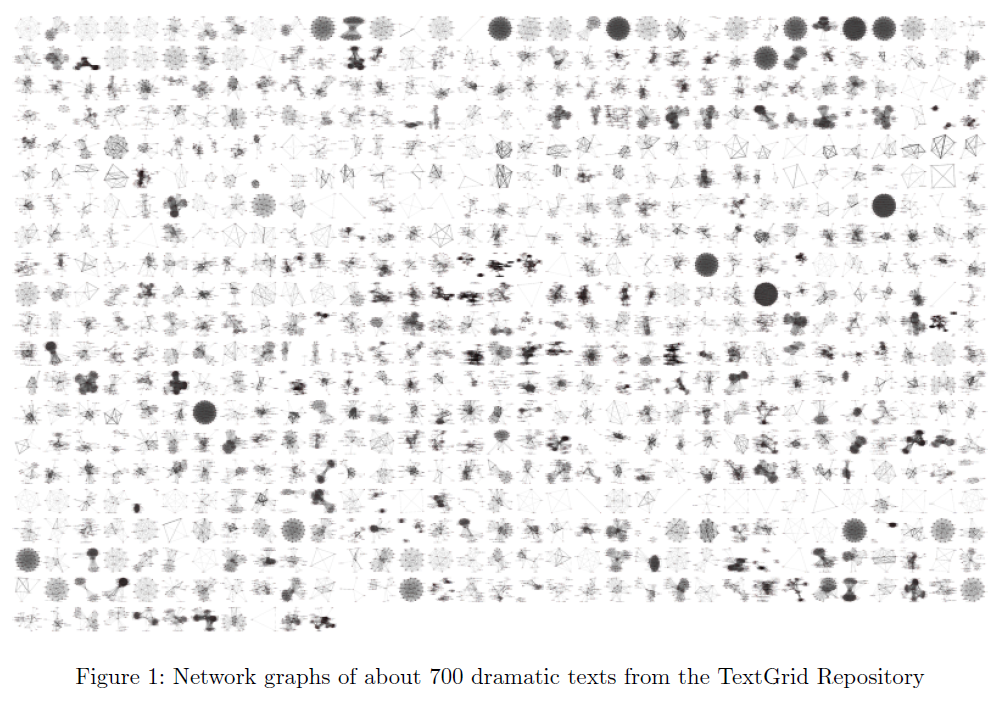 Figure 1: Network graphs of about 700 dramatic texts from the TextGrid Repository